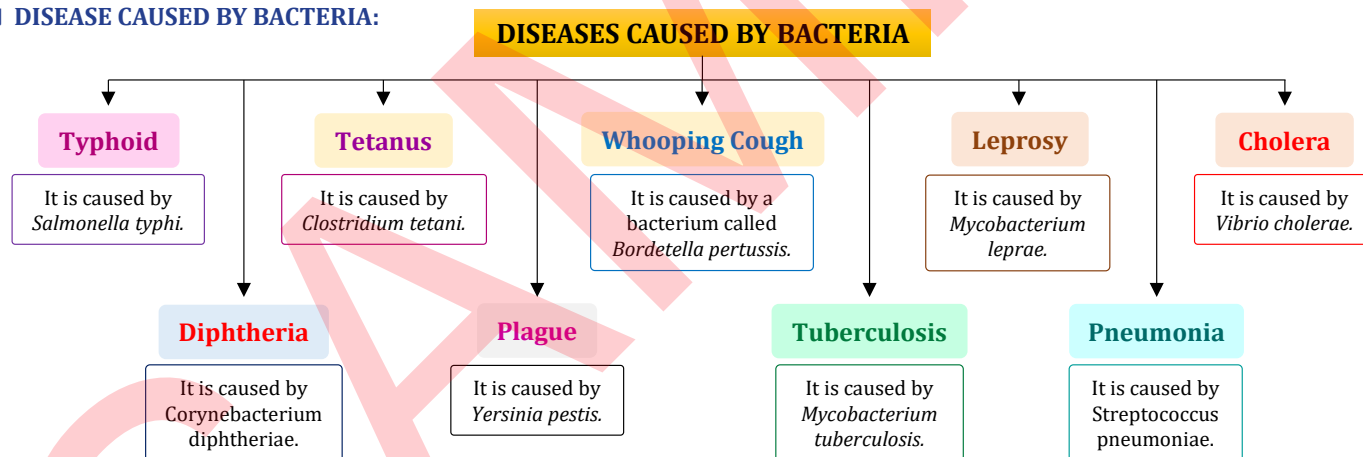 DISEASE CAUSED BY BACTERIA:
DISEASES CAUSED BY BACTERIA
Typhoid
It is caused by
Salmonella typhi.
Tetanus
It is caused by
Clostridium tetani.
Whooping Cough
It is caused by a
bacterium called
Bordetella pertussis.
Leprosy
It is caused by
Mycobacterium
leprae.
Cholera
It is caused by
Vibrio cholerae.
Diphtheria
It is caused by
Corynebacterium
diphtheriae.
Plague
It is caused by
Yersinia pestis.
Tuberculosis
It is caused by
Mycobacterium
tuberculosis.
Pneumonia
It is caused by
Streptococcus
pneumoniae.